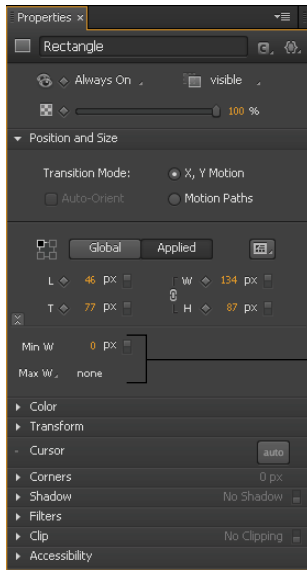 Properties ×
Rectangle
Always On visible
100 %
Position and Size
Transition Mode: X, Y Motion
Auto-Orient Motion Paths
Global Applied
L 46 px W 134 px
T 77 px H 87 px
Min W 0 px
Max W none
Color
Transform
Cursor auto
Corners 0 px
Shadow No Shadow
Filters
Clip No Clipping
Accessibility